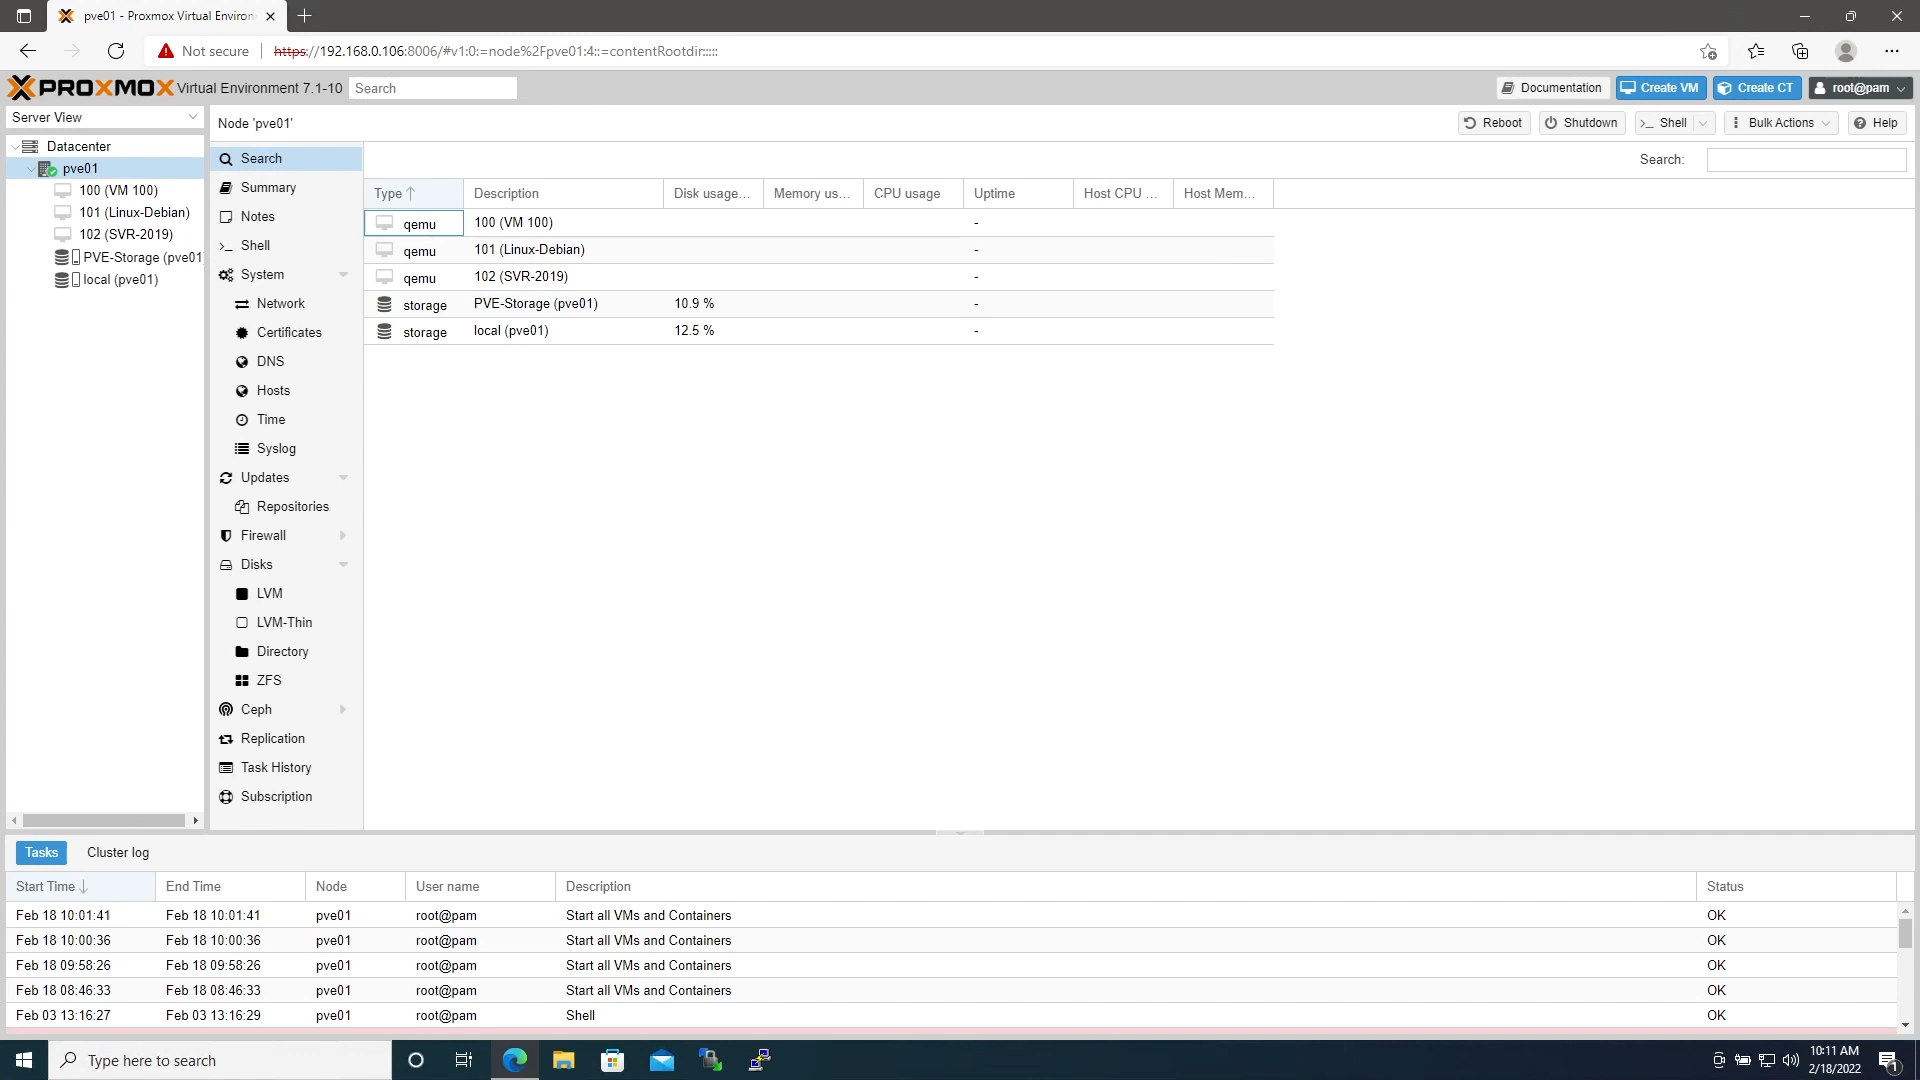 pve01 - Proxmox Virtual Environ
Not secure
https://192.168.0.106:8006/#v1:0:=node%2Fpve01:4::=contentRootdir:::::
PROXMOX Virtual Environment 7.1-10
Search
Documentation
Create VM
Create CT
root@pam
Server View
Node 'pve01'
Reboot
Shutdown
Shell
Bulk Actions
Help
Datacenter
pve01
100 (VM 100)
101 (Linux-Debian)
102 (SVR-2019)
PVE-Storage (pve01
local (pve01)
Search
Summary
Notes
Shell
System
Network
Certificates
DNS
Hosts
Time
Syslog
Updates
Repositories
Firewall
Disks
LVM
LVM-Thin
Directory
ZFS
Ceph
Replication
Task History
Subscription
Search:
Type Description Disk usage... Memory us... CPU usage Uptime Host CPU ... Host Mem...
qemu 100 (VM 100) -
qemu 101 (Linux-Debian) -
qemu 102 (SVR-2019) -
storage PVE-Storage (pve01) 10.9 % -
storage local (pve01) 12.5 % -
Tasks Cluster log
Start Time End Time Node User name Description Status
Feb 18 10:01:41 Feb 18 10:01:41 pve01 root@pam Start all VMs and Containers OK
Feb 18 10:00:36 Feb 18 10:00:36 pve01 root@pam Start all VMs and Containers OK
Feb 18 09:58:26 Feb 18 09:58:26 pve01 root@pam Start all VMs and Containers OK
Feb 18 08:46:33 Feb 18 08:46:33 pve01 root@pam Start all VMs and Containers OK
Feb 03 13:16:27 Feb 03 13:16:29 pve01 root@pam Shell OK
Type here to search
10:11 AM
2/18/2022
1